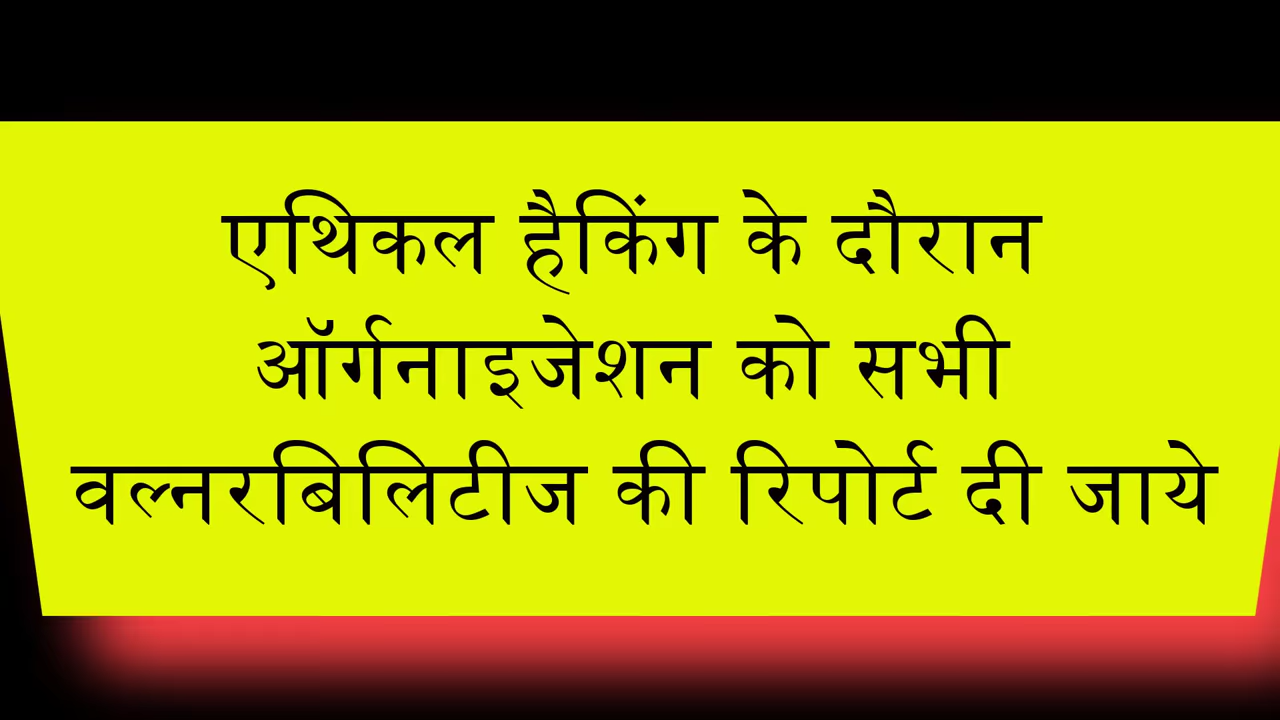 एथिकल हैकिंग के दौरान
ऑर्गनाइजेशन को सभी
वल्नरबिलिटीज की रिपोर्ट दी जाये